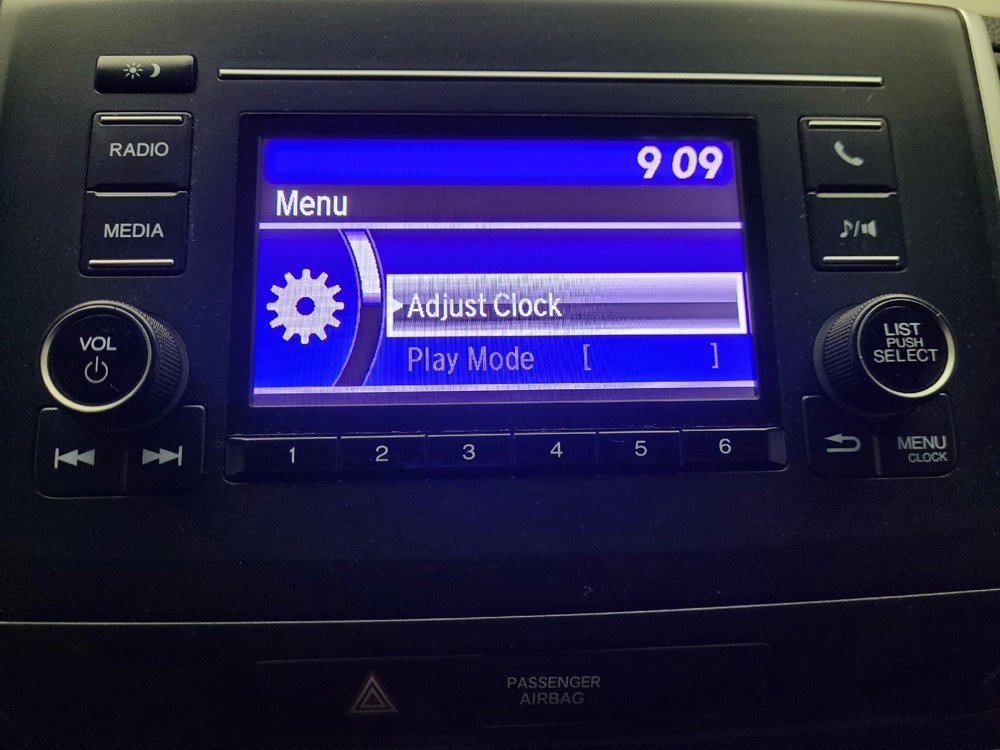 9 09
RADIO
Menu
MEDIA
Adjust Clock
VOL
LIST
PUSH
SELECT
Play Mode [ ]
1 2 3 4 5 6
MENU
CLOCK
PASSENGER
AIRBAG